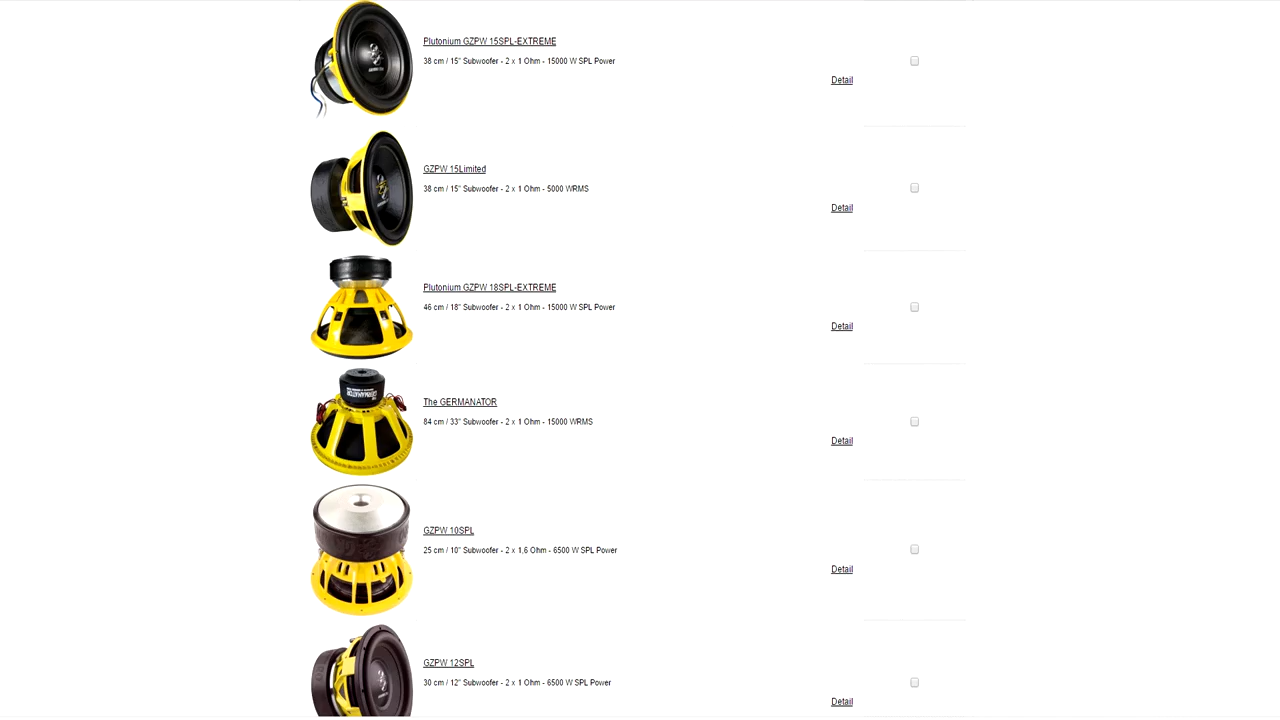 Plutonium GZPW 15SPL-EXTREME
38 cm / 15" Subwoofer - 2 x 1 Ohm - 15000 W SPL Power
Detail
GZPW 15Limited
38 cm / 15" Subwoofer - 2 x 1 Ohm - 5000 WRMS
Detail
Plutonium GZPW 18SPL-EXTREME
46 cm / 18" Subwoofer - 2 x 1 Ohm - 15000 W SPL Power
Detail
GERMANATOR
The GERMANATOR
84 cm / 33" Subwoofer - 2 x 1 Ohm - 15000 WRMS
Detail
GZPW 10SPL
25 cm / 10" Subwoofer - 2 x 1,6 Ohm - 6500 W SPL Power
Detail
GZPW 12SPL
30 cm / 12" Subwoofer - 2 x 1 Ohm - 6500 W SPL Power
Detail